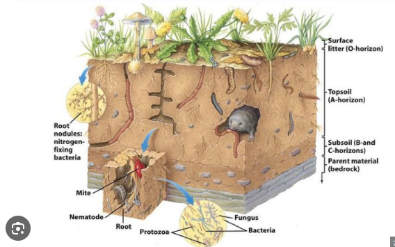 Surface
litter (O-horizon)
Topsoil
(A-horizon)
Root
nodules:
nitrogen-
fixing
bacteria
Subsoil (B-and
C-horizons)
Parent material
(bedrock)
Mite
Nematode
Root
Protozoa
Fungus
Bacteria